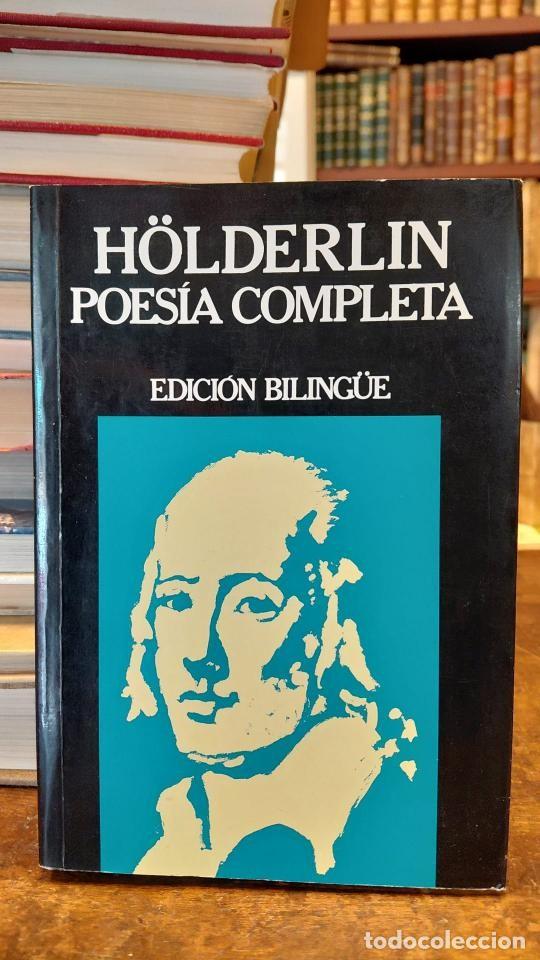 HÖLDERLIN
POESÍA COMPLETA
EDICIÓN BILINGÜE
todocoleccion